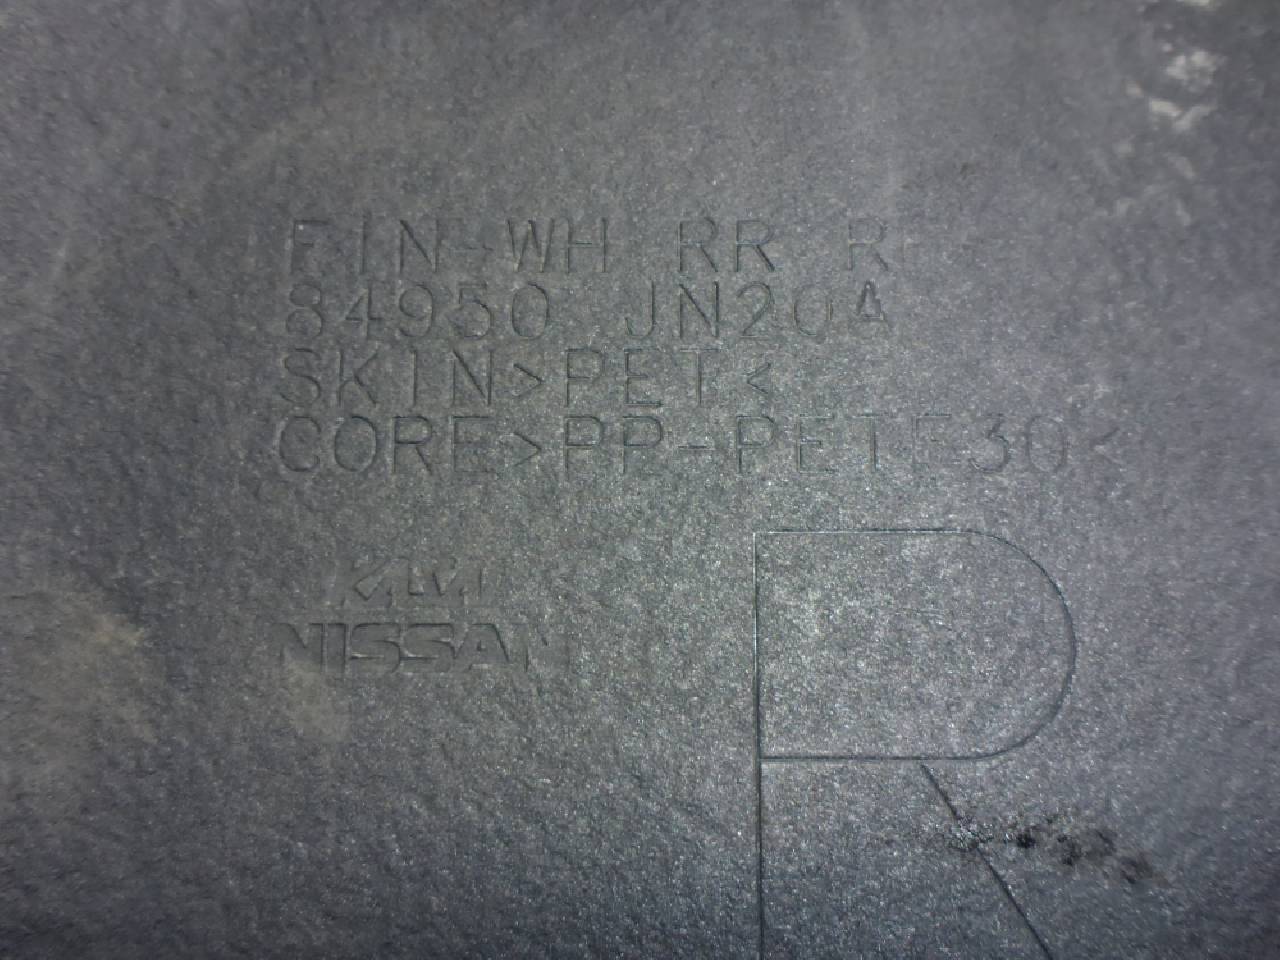 FIN-WH RR R
84950 JN20A
SKIN>PET<
CORE>PP-PETF30<
NISSAN
R